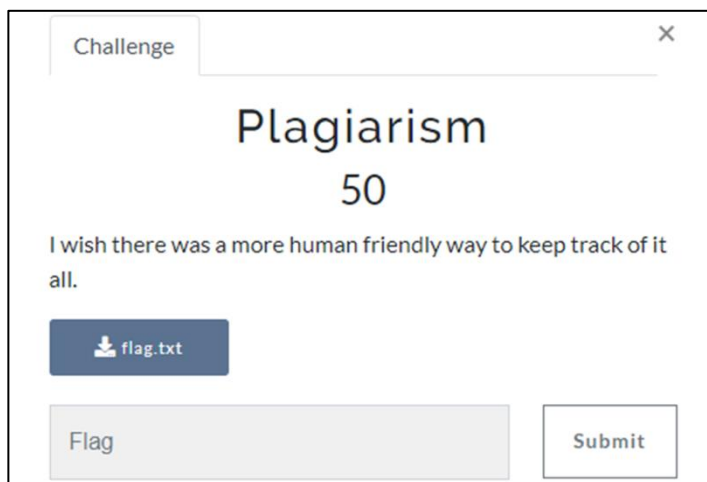 Challenge
×
Plagiarism
50
I wish there was a more human friendly way to keep track of it
all.
flag.txt
Flag
Submit